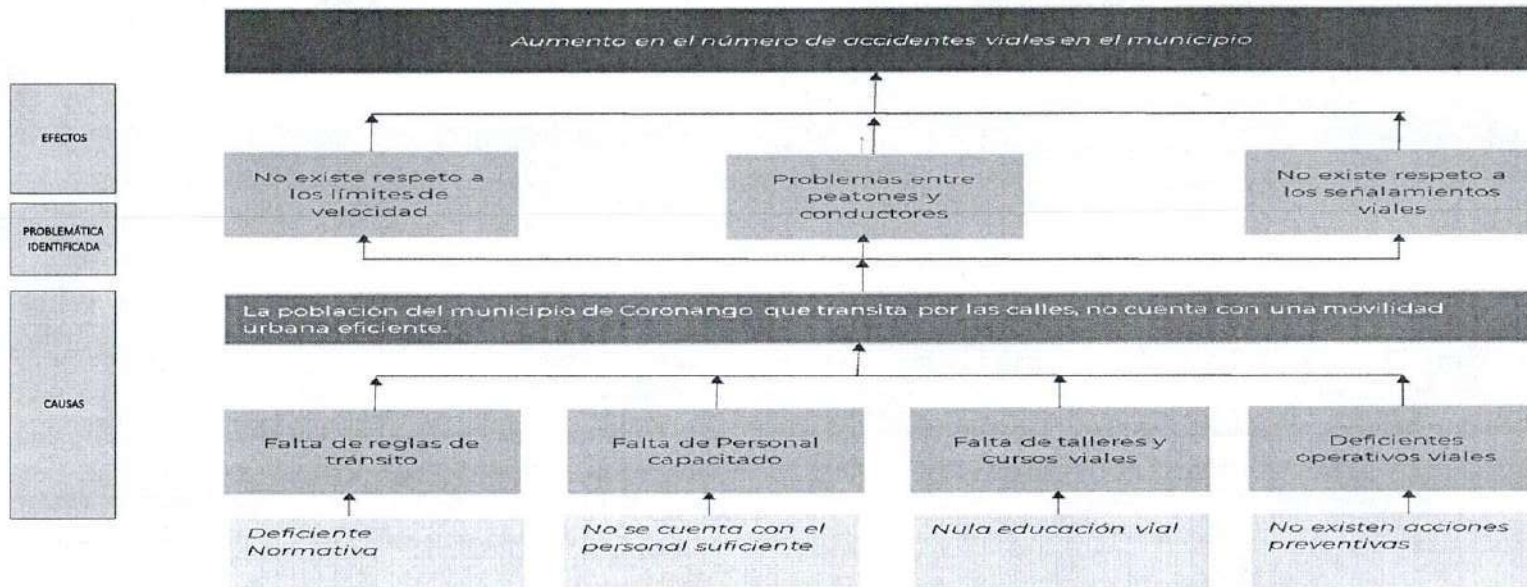 Aumento en el número de accidentes viales en el municipio
EFECTOS
No existe respeto a
los límites de
velocidad
Problemas entre
peatones y
conductores
No existe respeto a
los señalamientos
viales
PROBLEMÁTICA
IDENTIFICADA
La población del municipio de Coronango que transita por las calles, no cuenta con una movilidad
urbana eficiente.
CAUSAS
Falta de reglas de
tránsito
Falta de Personal
capacitado
Falta de talleres y
cursos viales
Deficientes
operativos viales
Deficiente
Normativa
No se cuenta con el
personal suficiente
Nula educación vial
No existen acciones
preventivas